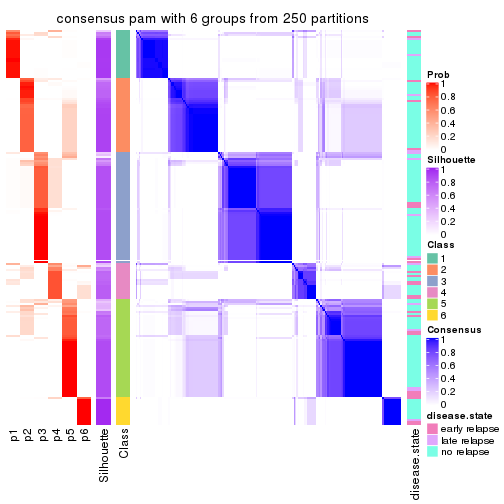 consensus pam with 6 groups from 250 partitions
Prob
1
0.8
0.6
0.4
0.2
0
Silhouette
1
0.8
0.6
0.4
0.2
0
Class
1
2
3
4
5
6
Consensus
1
0.8
0.6
0.4
0.2
0
disease.state
early relapse
late relapse
no relapse
p1
p2
p3
p4
p5
p6
Silhouette
Class
disease.state